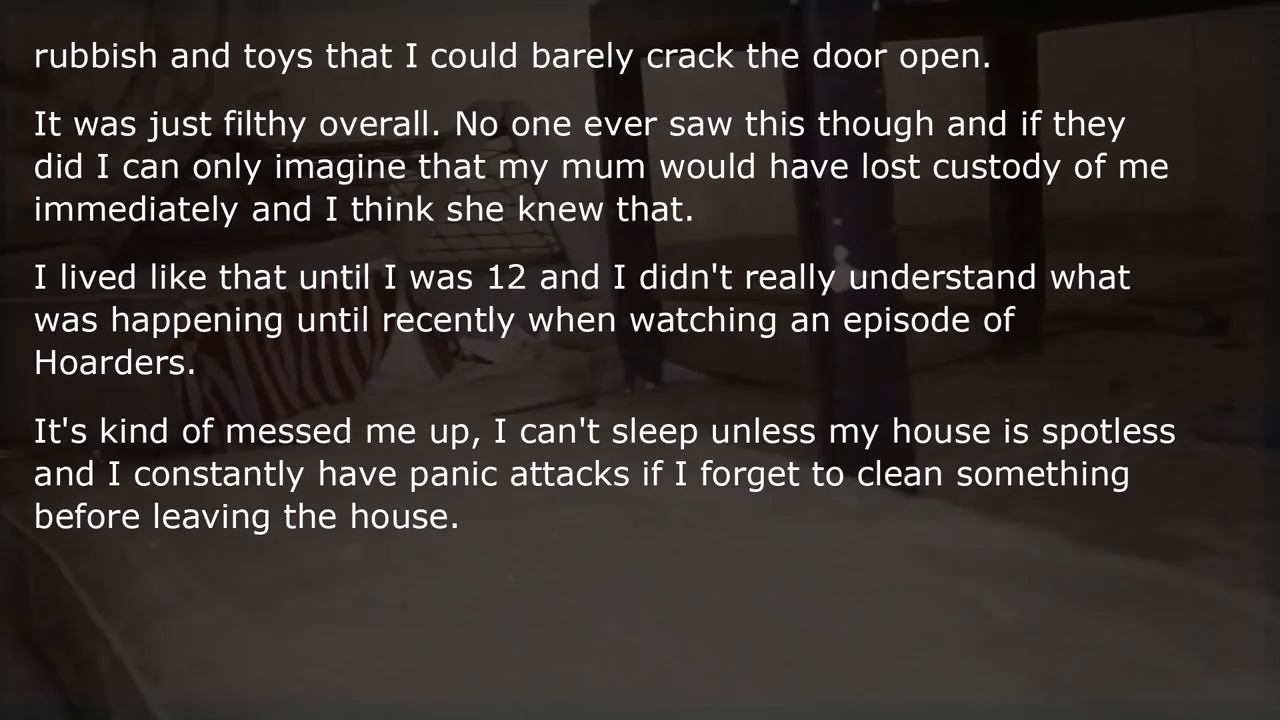 rubbish and toys that I could barely crack the door open.
It was just filthy overall. No one ever saw this though and if they
did I can only imagine that my mum would have lost custody of me
immediately and I think she knew that.
I lived like that until I was 12 and I didn't really understand what
was happening until recently when watching an episode of
Hoarders.
It's kind of messed me up, I can't sleep unless my house is spotless
and I constantly have panic attacks if I forget to clean something
before leaving the house.